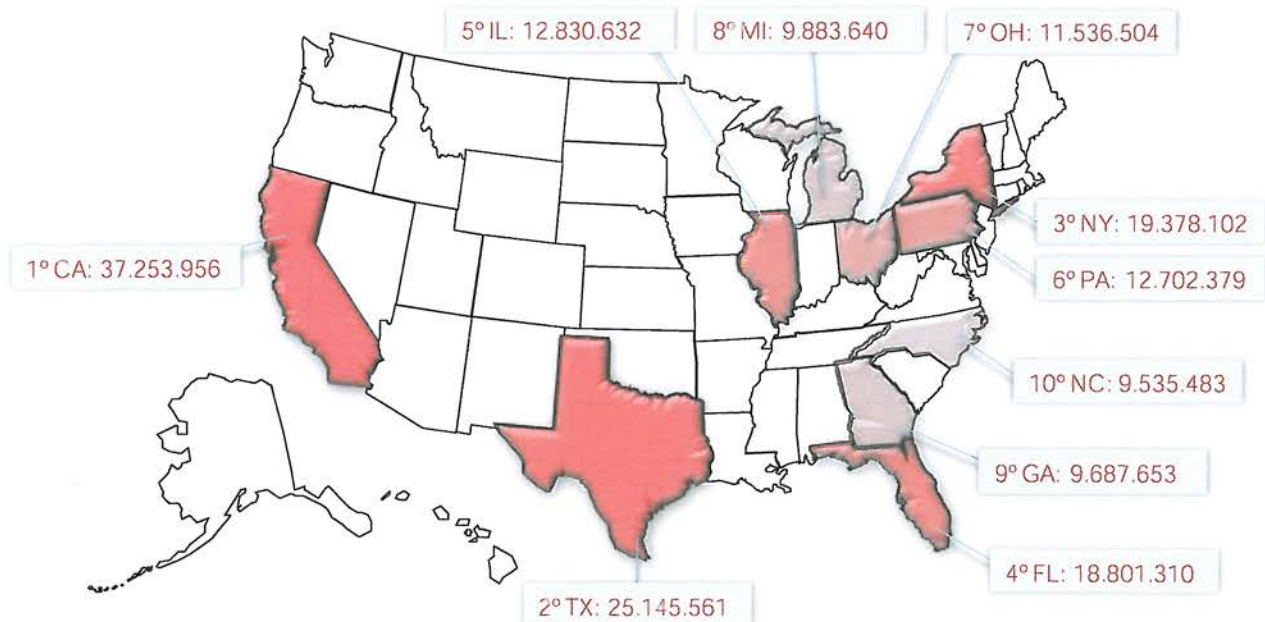 5º IL: 12.830.632
8º MI: 9.883.640
7º OH: 11.536.504
3º NY: 19.378.102
1º CA: 37.253.956
6º PA: 12.702.379
10º NC: 9.535.483
9º GA: 9.687.653
4º FL: 18.801.310
2º TX: 25.145.561